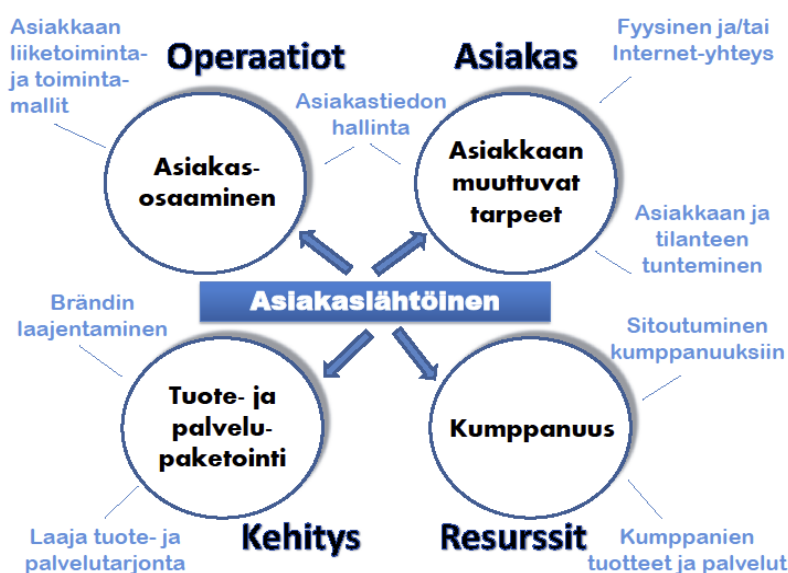 Asiakkaan
liiketoiminta-
ja toiminta-
mallit
Operaatiot
Asiakas
Fyysinen ja/tai
Internet-yhteys
Asiakastiedon
hallinta
Asiakas-
osaaminen
Asiakkaan
muuttuvat
tarpeet
Asiakkaan ja
tilanteen
tunteminen
Asiakaslähtöinen
Brändin
laajentaminen
Sitoutuminen
kumppanuuksiin
Tuote- ja
palvelu-
paketointi
Kumppanuus
Laaja tuote- ja
palvelutarjonta
Kehitys
Resurssit
Kumppanien
tuotteet ja palvelut